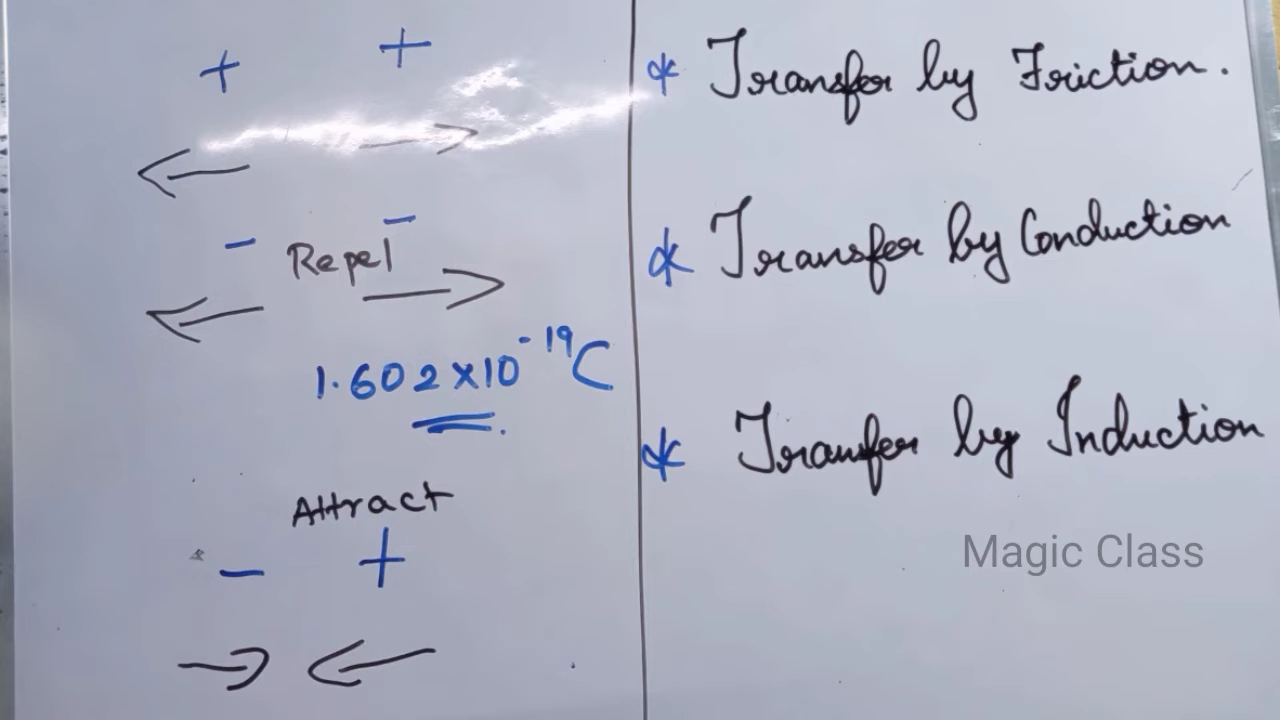 + +
- -
Repel
1.602×10⁻¹⁹C
Attract
- +
* Transfer by Friction.
* Transfer by Conduction
* Transfer by Induction
Magic Class